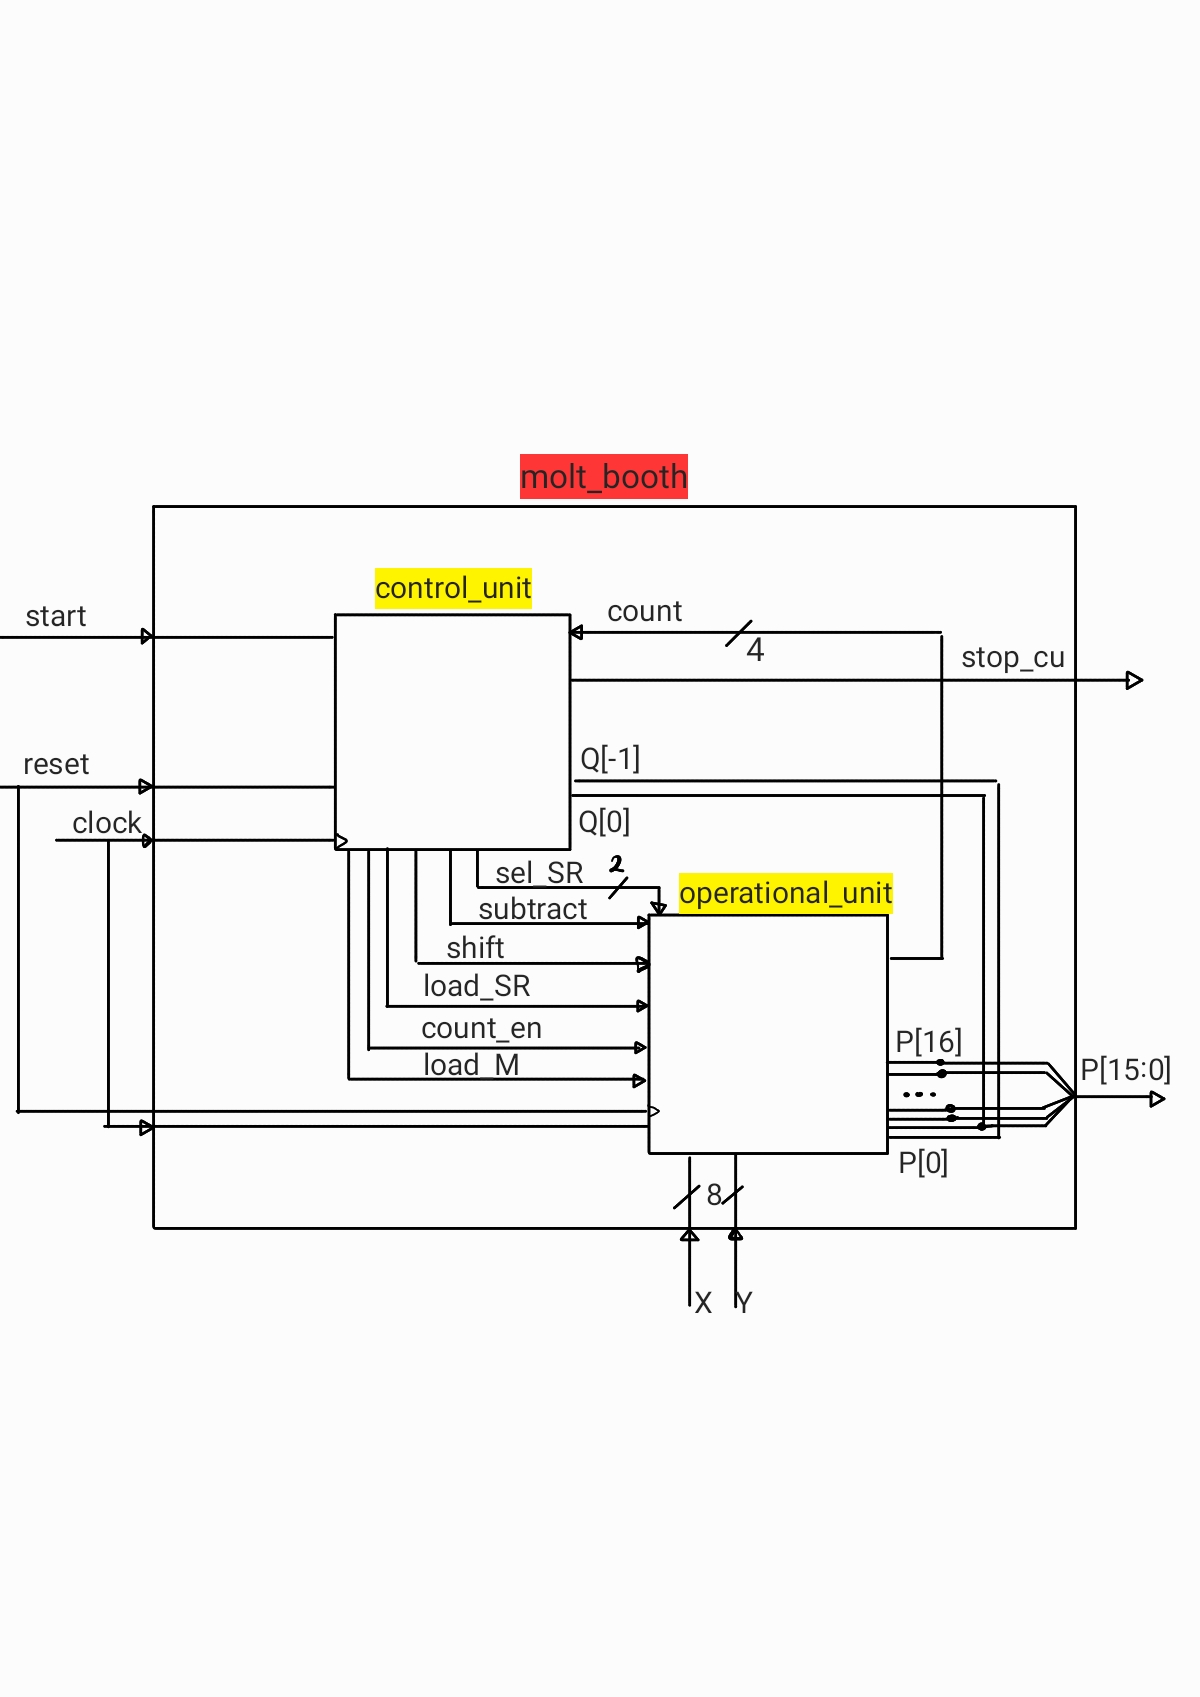 molt_booth
control_unit
start
count
4
stop_cu
reset
Q[-1]
clock
Q[0]
sel_SR
2
operational_unit
subtract
shift
load_SR
count_en
load_M
P[16]
P[15:0]
...
P[0]
8
X
Y